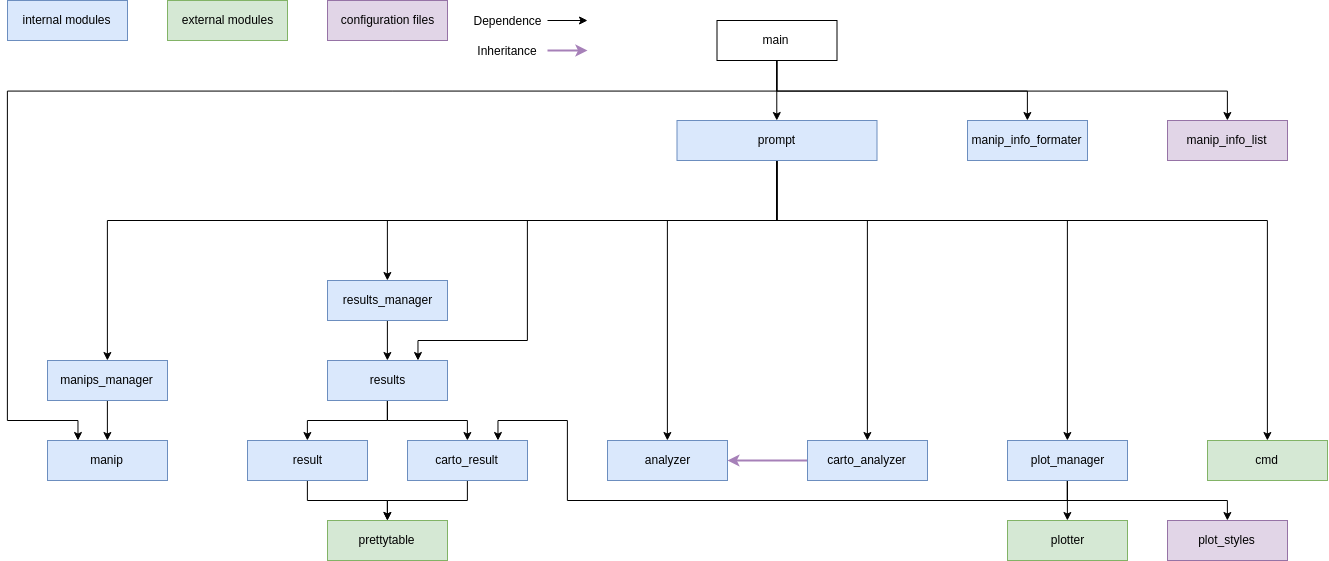 internal modules
external modules
configuration files
Dependence
Inheritance
main
prompt
manip_info_formater
manip_info_list
results_manager
manips_manager
results
manip
result
carto_result
analyzer
carto_analyzer
plot_manager
cmd
prettytable
plotter
plot_styles